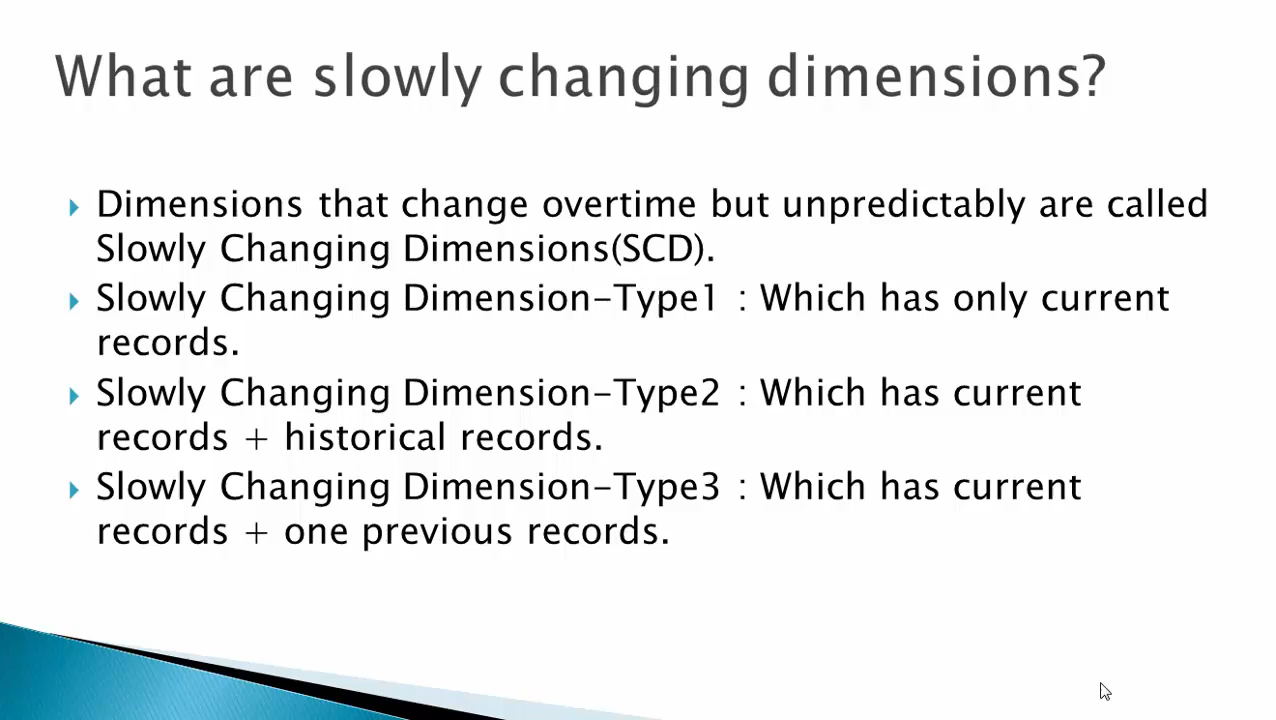 What are slowly changing dimensions?
Dimensions that change overtime but unpredictably are called
Slowly Changing Dimensions(SCD).
Slowly Changing Dimension-Type1 : Which has only current
records.
Slowly Changing Dimension-Type2 : Which has current
records + historical records.
Slowly Changing Dimension-Type3 : Which has current
records + one previous records.